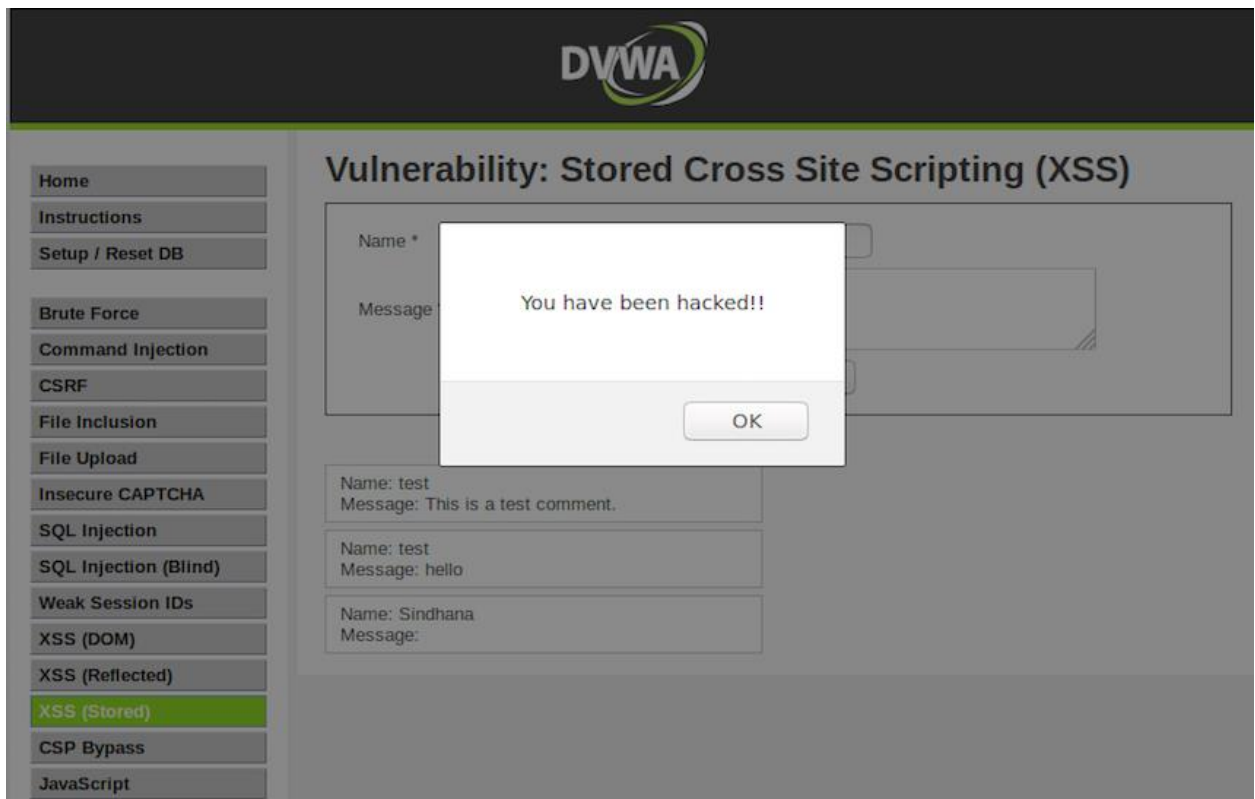 DVWA
Home
Instructions
Setup / Reset DB
Brute Force
Command Injection
CSRF
File Inclusion
File Upload
Insecure CAPTCHA
SQL Injection
SQL Injection (Blind)
Weak Session IDs
XSS (DOM)
XSS (Reflected)
XSS (Stored)
CSP Bypass
JavaScript
Vulnerability: Stored Cross Site Scripting (XSS)
Name *
Message
You have been hacked!!
OK
Name: test
Message: This is a test comment.
Name: test
Message: hello
Name: Sindhana
Message: